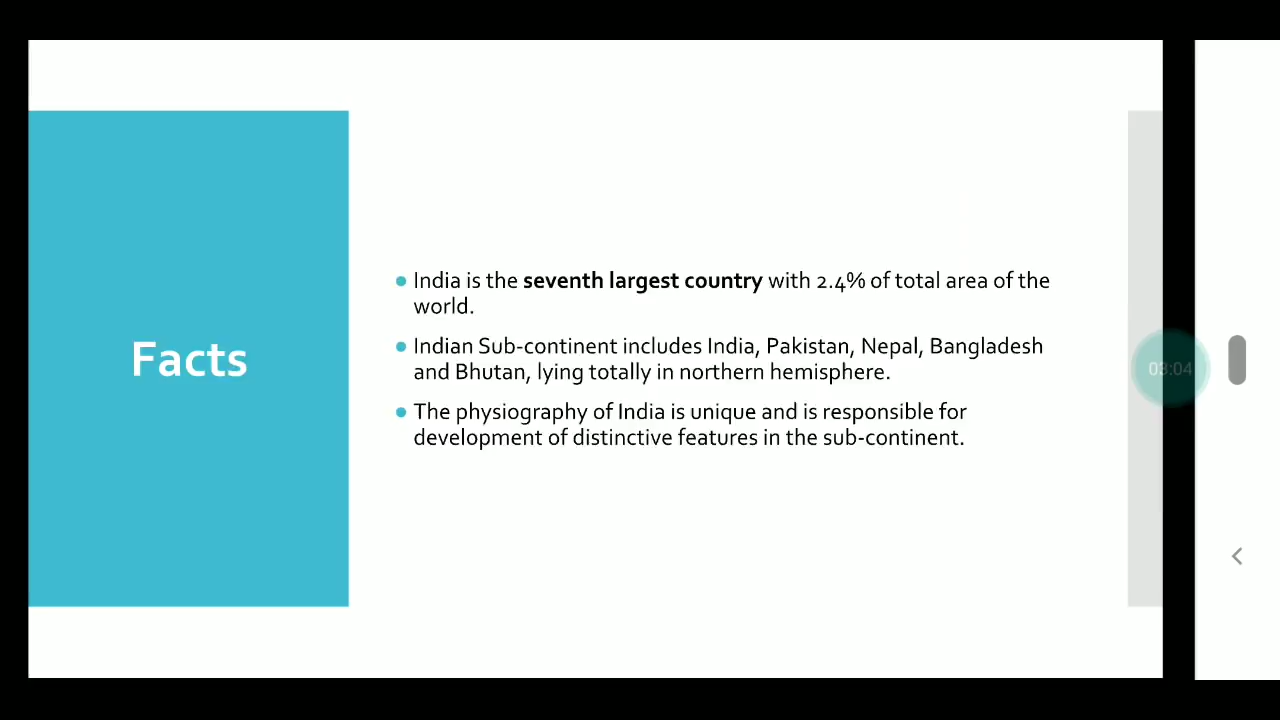 Facts
India is the seventh largest country with 2.4% of total area of the
world.
Indian Sub-continent includes India, Pakistan, Nepal, Bangladesh
and Bhutan, lying totally in northern hemisphere.
The physiography of India is unique and is responsible for
development of distinctive features in the sub-continent.
03:04